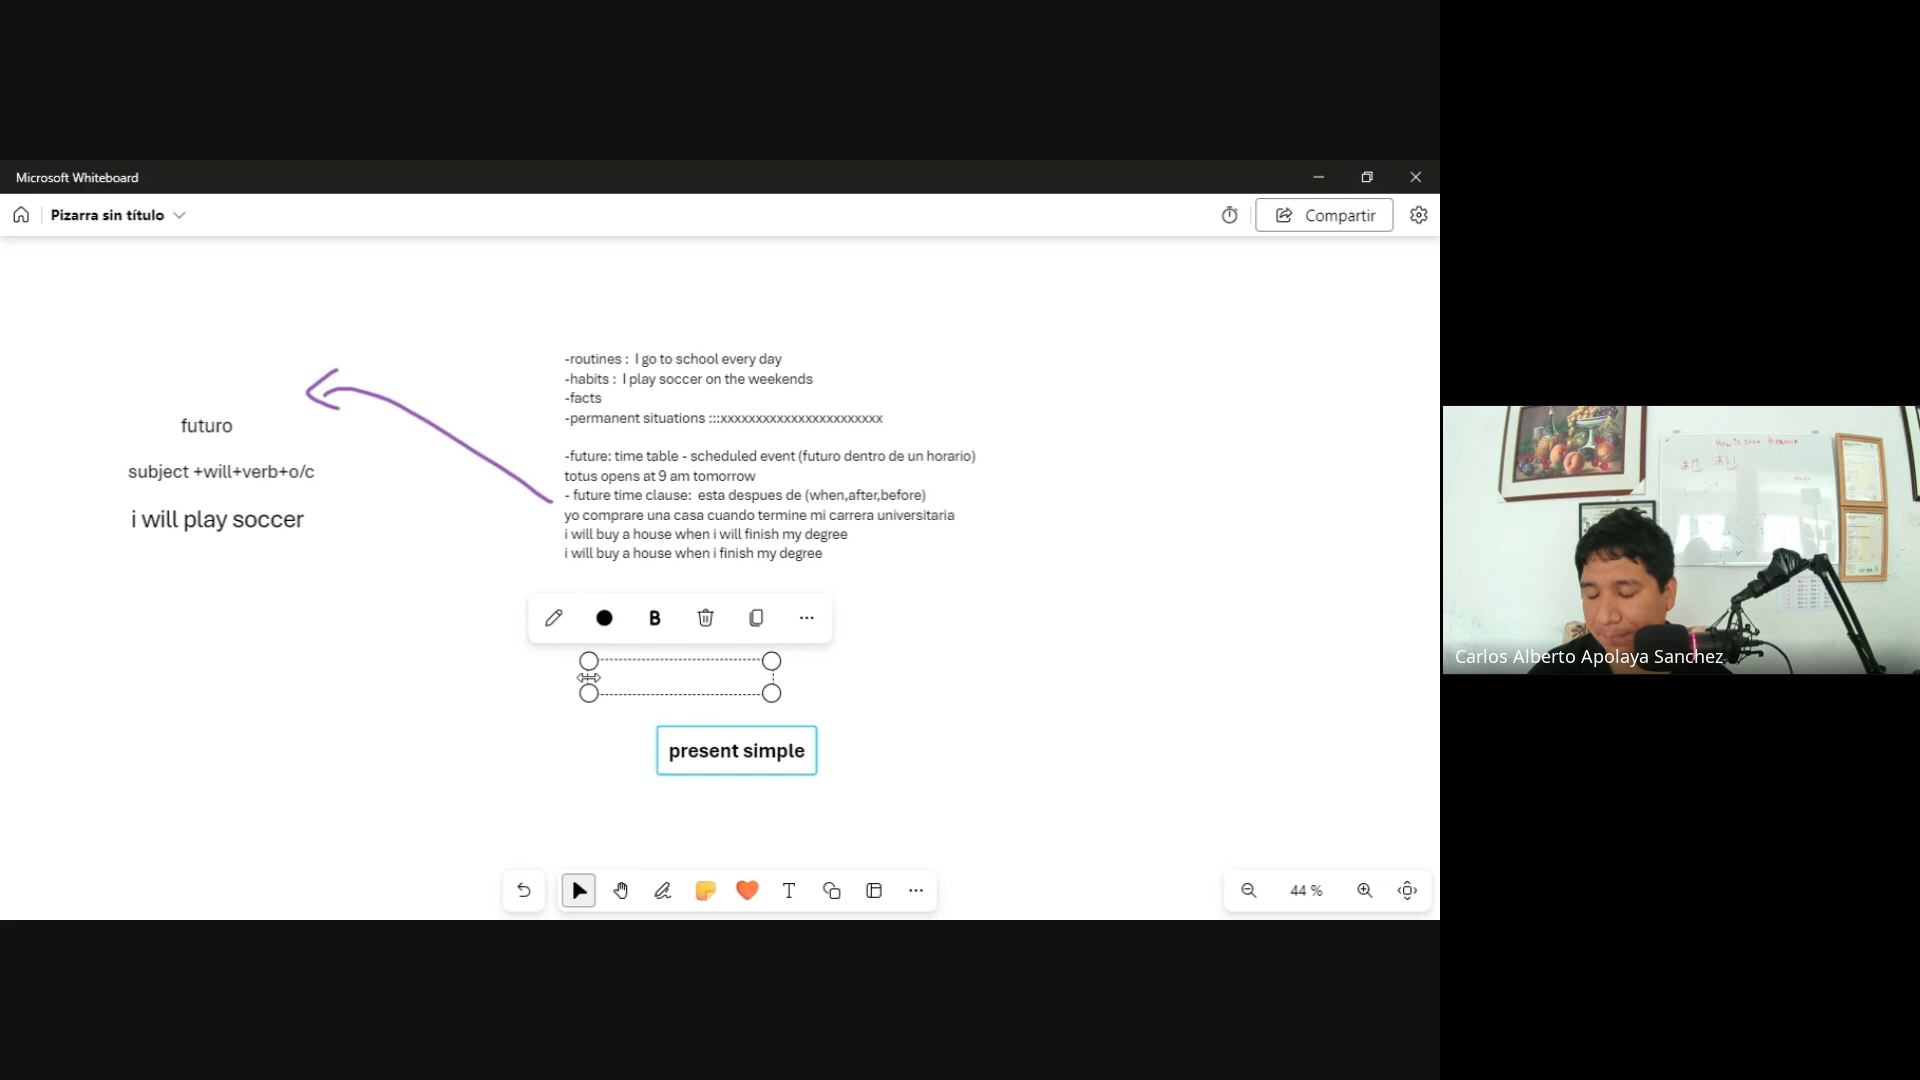 Microsoft Whiteboard
Pizarra sin título
Compartir
-routines : I go to school every day
-habits : I play soccer on the weekends
-facts
-permanent situations :::xxxxxxxxxxxxxxxxxxxxxxx
-future: time table - scheduled event (futuro dentro de un horario)
totus opens at 9 am tomorrow
- future time clause: esta despues de (when,after,before)
yo comprare una casa cuando termine mi carrera universitaria
i will buy a house when i will finish my degree
i will buy a house when i finish my degree
futuro
subject +will+verb+o/c
i will play soccer
B
present simple
T
44 %
How to draw Hiragana
Carlos Alberto Apolaya Sanchez